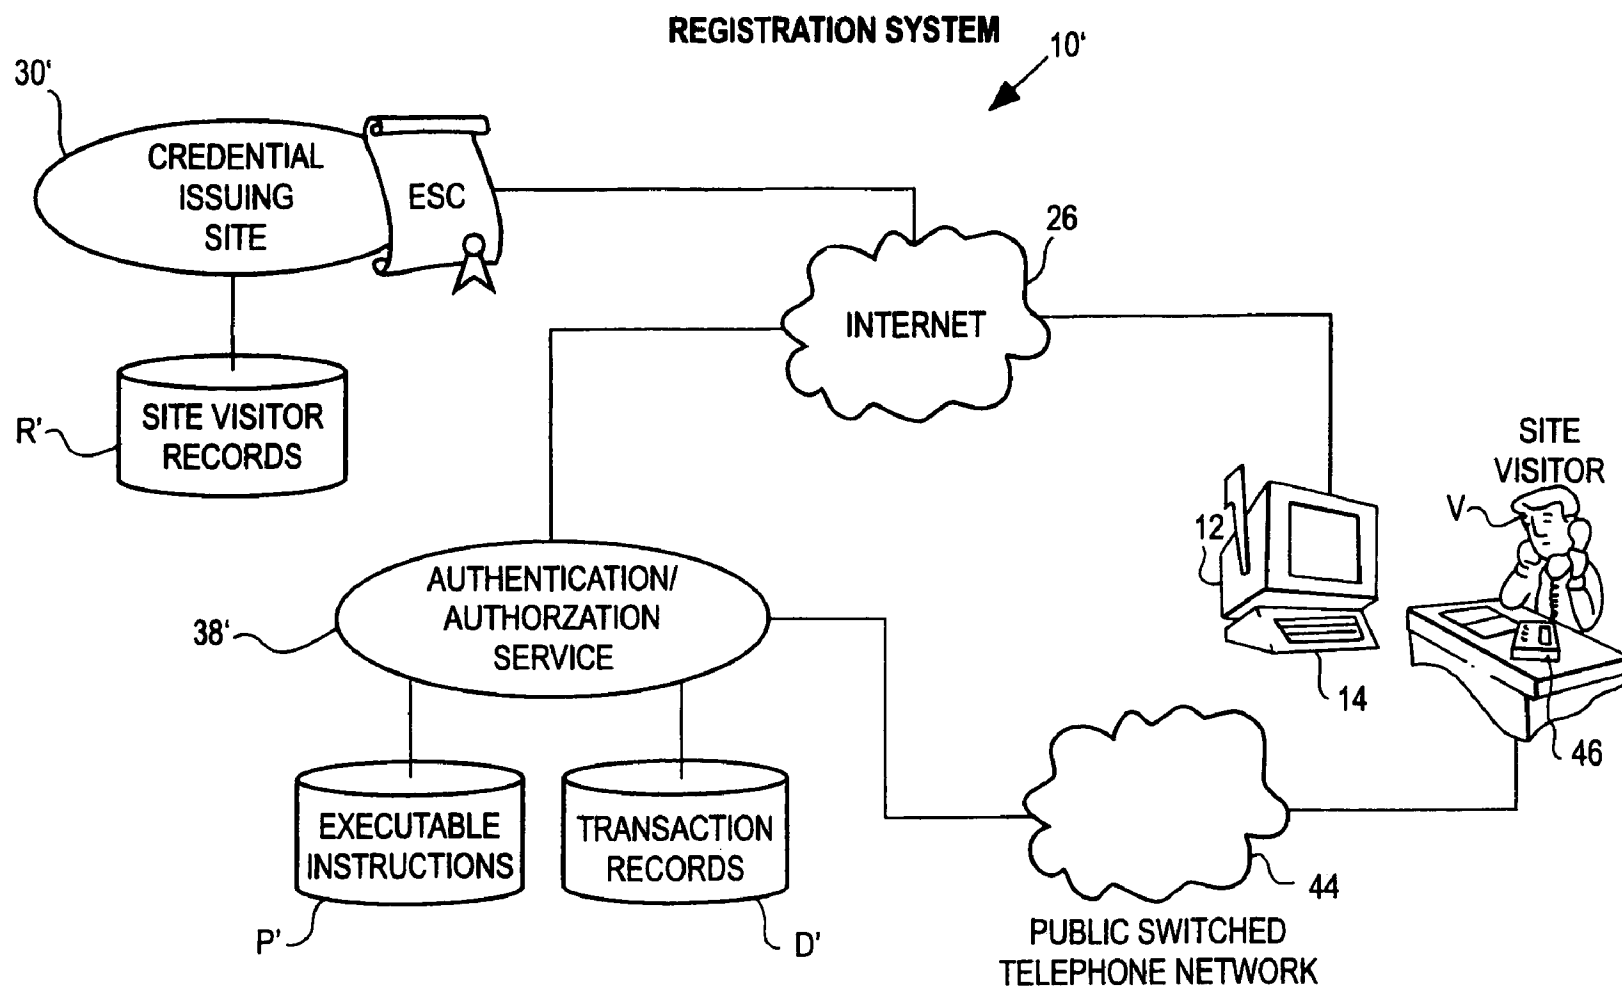 REGISTRATION SYSTEM
10'
30'
CREDENTIAL
ISSUING
SITE
ESC
26
INTERNET
SITE VISITOR
RECORDS
R'
SITE
VISITOR
V
12
14
46
AUTHENTICATION/
AUTHORZATION
SERVICE
38'
EXECUTABLE
INSTRUCTIONS
TRANSACTION
RECORDS
P'
D'
44
PUBLIC SWITCHED
TELEPHONE NETWORK